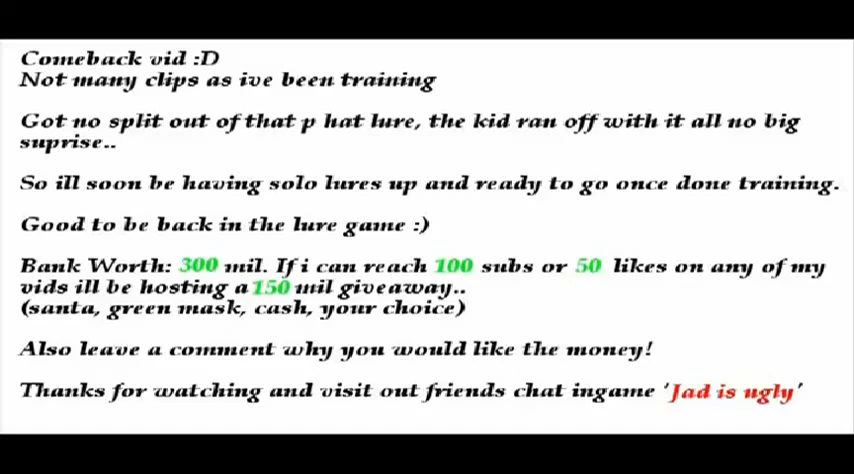 Comeback vid :D
Not many clips as ive been training
Got no split out of that p hat lure, the kid ran off with it all no big
suprise..
So ill soon be having solo lures up and ready to go once done training.
Good to be back in the lure game :)
Bank Worth: 300 mil. If i can reach 100 subs or 50 likes on any of my
vids ill be hosting a 150 mil giveaway..
(santa, green mask, cash, your choice)
Also leave a comment why you would like the money!
Thanks for watching and visit out friends chat ingame 'Jad is ugly'